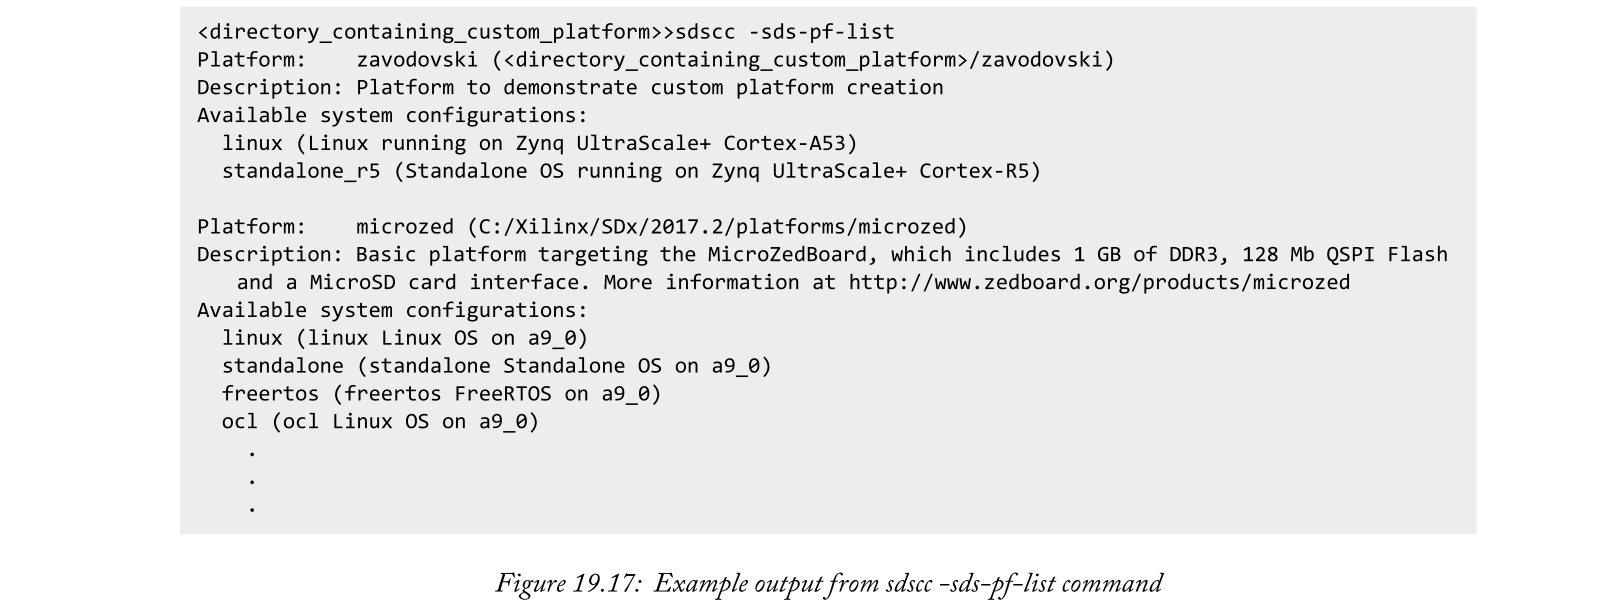 <directory_containing_custom_platform>>sdscc -sds-pf-list
Platform:    zavodovski (<directory_containing_custom_platform>/zavodovski)
Description: Platform to demonstrate custom platform creation
Available system configurations:
  linux (Linux running on Zynq UltraScale+ Cortex-A53)
  standalone_r5 (Standalone OS running on Zynq UltraScale+ Cortex-R5)

Platform:    microzed (C:/Xilinx/SDx/2017.2/platforms/microzed)
Description: Basic platform targeting the MicroZedBoard, which includes 1 GB of DDR3, 128 Mb QSPI Flash
   and a MicroSD card interface. More information at http://www.zedboard.org/products/microzed
Available system configurations:
  linux (linux Linux OS on a9_0)
  standalone (standalone Standalone OS on a9_0)
  freertos (freertos FreeRTOS on a9_0)
  ocl (ocl Linux OS on a9_0)
    .
    .
    .
Figure 19.17: Example output from sdscc -sds-pf-list command